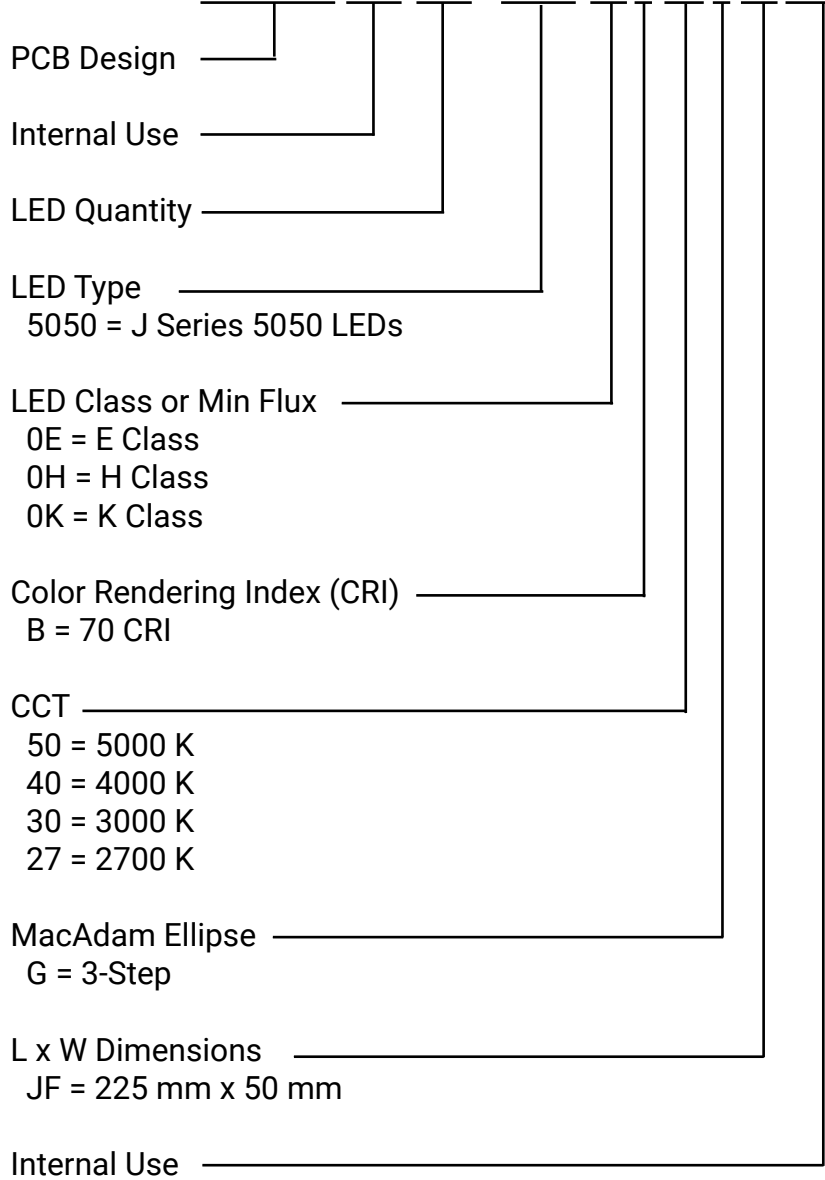 PCB Design
Internal Use
LED Quantity
LED Type
5050 = J Series 5050 LEDs
LED Class or Min Flux
0E = E Class
0H = H Class
0K = K Class
Color Rendering Index (CRI)
B = 70 CRI
CCT
50 = 5000 K
40 = 4000 K
30 = 3000 K
27 = 2700 K
MacAdam Ellipse
G = 3-Step
L x W Dimensions
JF = 225 mm x 50 mm
Internal Use